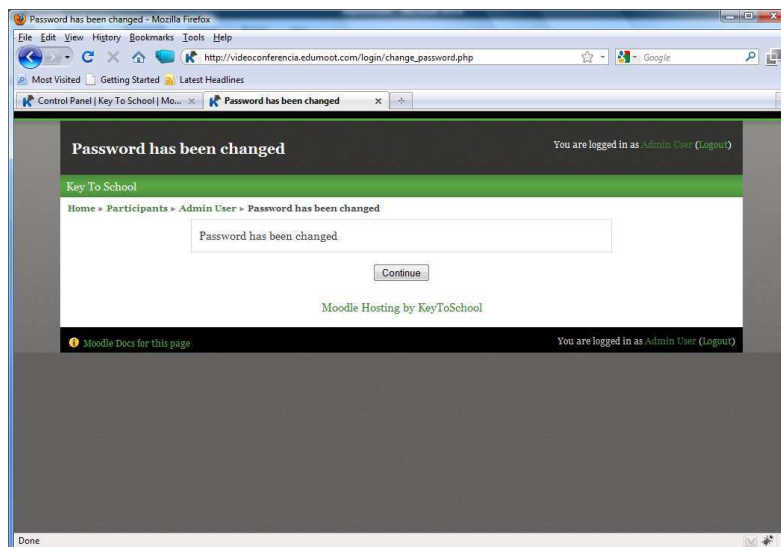 Password has been changed - Mozilla Firefox
File Edit View History Bookmarks Tools Help
http://videoconferencia.edumoot.com/login/change_password.php
Google
Most Visited Getting Started Latest Headlines
Control Panel | Key To School | Mo...
Password has been changed
Password has been changed
You are logged in as Admin User (Logout)
Key To School
Home ▸ Participants ▸ Admin User ▸ Password has been changed
Password has been changed
Continue
Moodle Hosting by KeyToSchool
Moodle Docs for this page
You are logged in as Admin User (Logout)
Done